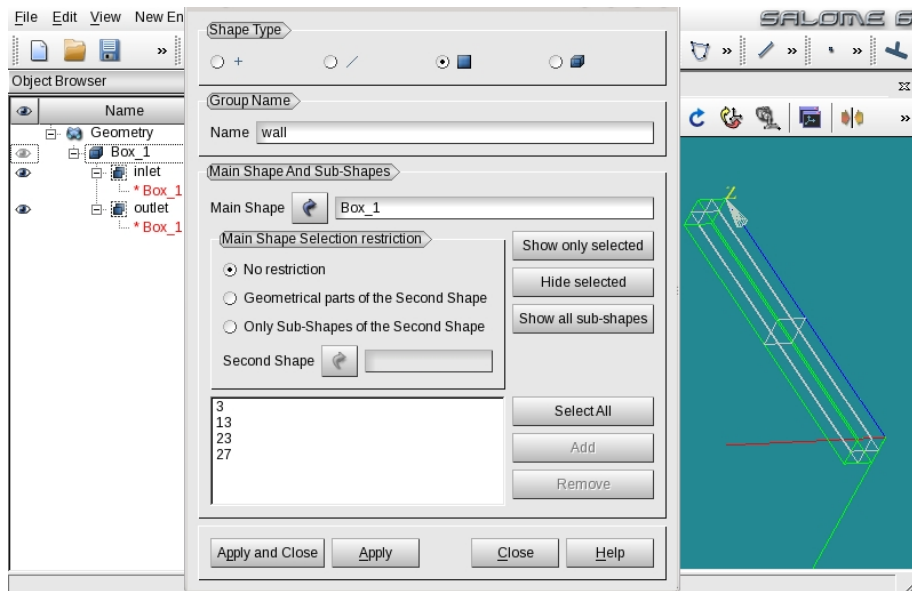 File Edit View New En
SALOME 6
»
» » »
Object Browser
Name
Geometry
Box_1
inlet
* Box_1
outlet
* Box_1
Shape Type
Group Name
Name wall
Main Shape And Sub-Shapes
Main Shape Box_1
Main Shape Selection restriction
No restriction
Geometrical parts of the Second Shape
Only Sub-Shapes of the Second Shape
Second Shape
Show only selected
Hide selected
Show all sub-shapes
3
13
23
27
Select All
Add
Remove
Apply and Close Apply Close Help
»
Z